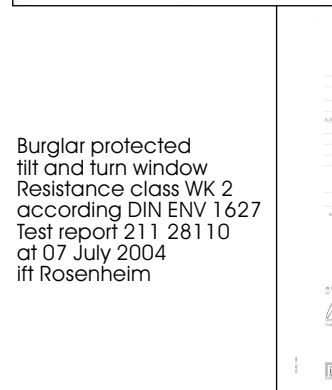 Burglar protected
tilt and turn window
Resistance class WK 2
according DIN ENV 1627
Test report 211 28110
at 07 July 2004
ift Rosenheim